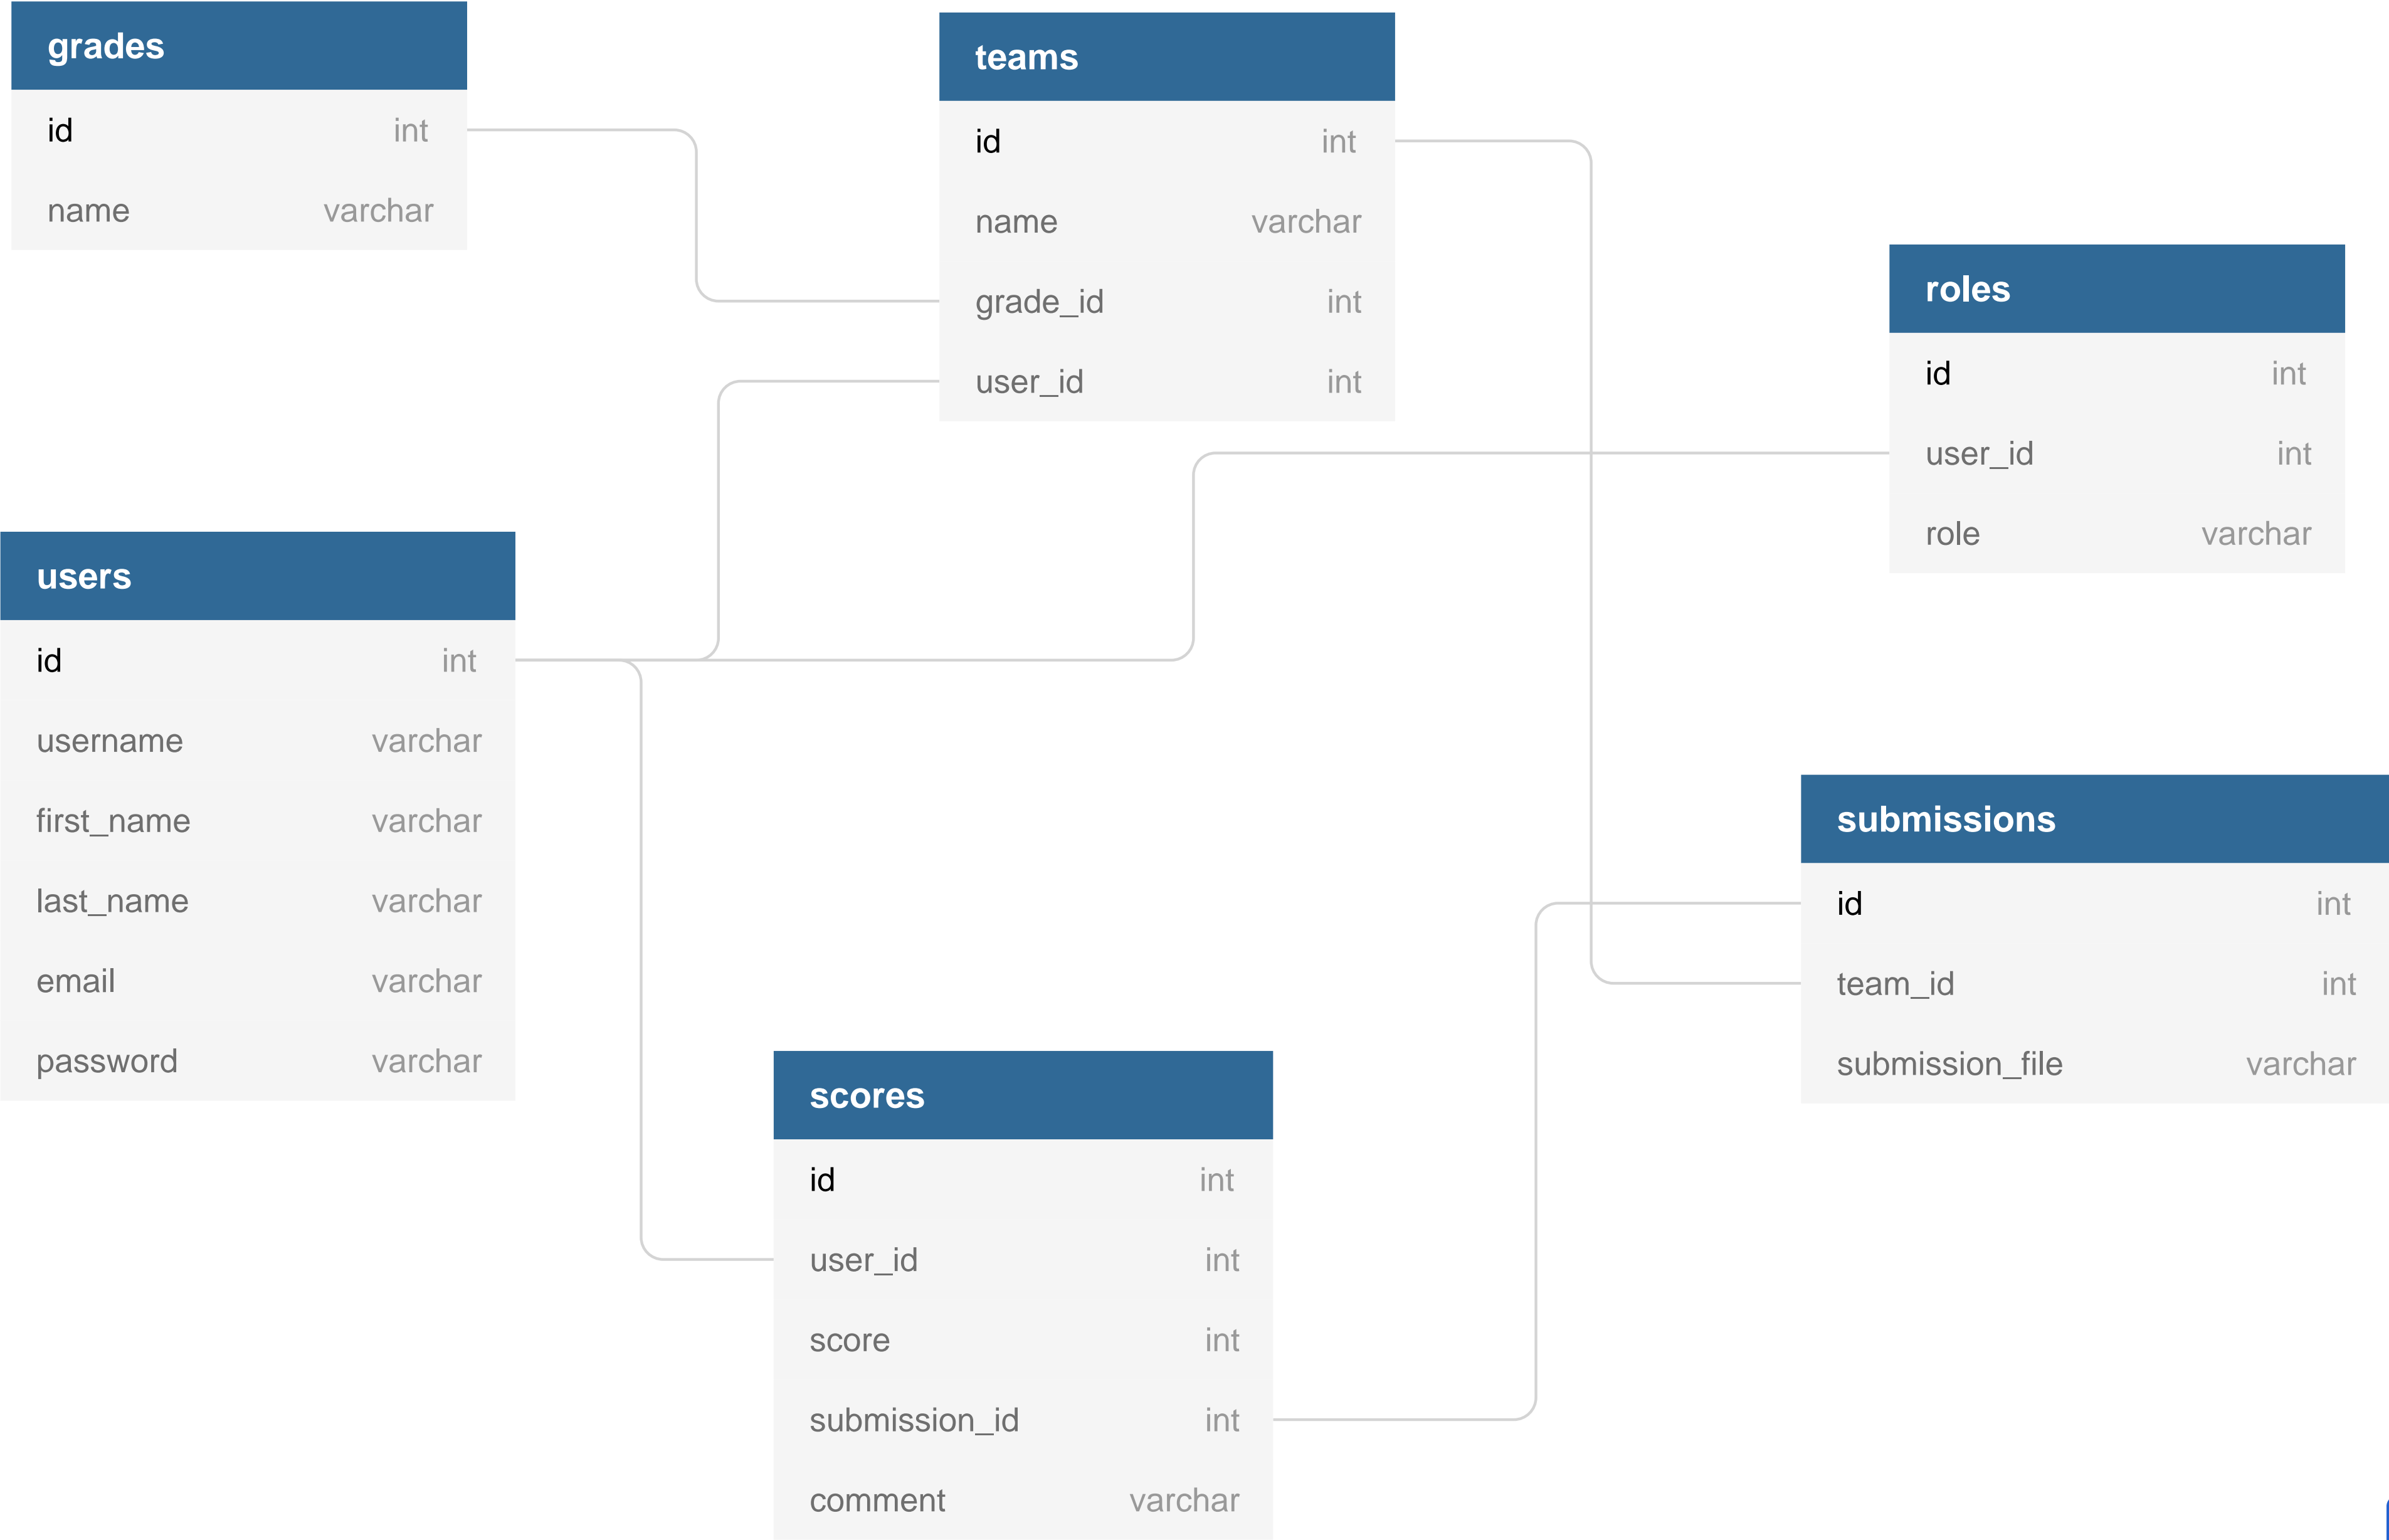 grades
id int
name varchar
teams
id int
name varchar
grade_id int
user_id int
roles
id int
user_id int
role varchar
users
id int
username varchar
first_name varchar
last_name varchar
email varchar
password varchar
submissions
id int
team_id int
submission_file varchar
scores
id int
user_id int
score int
submission_id int
comment varchar